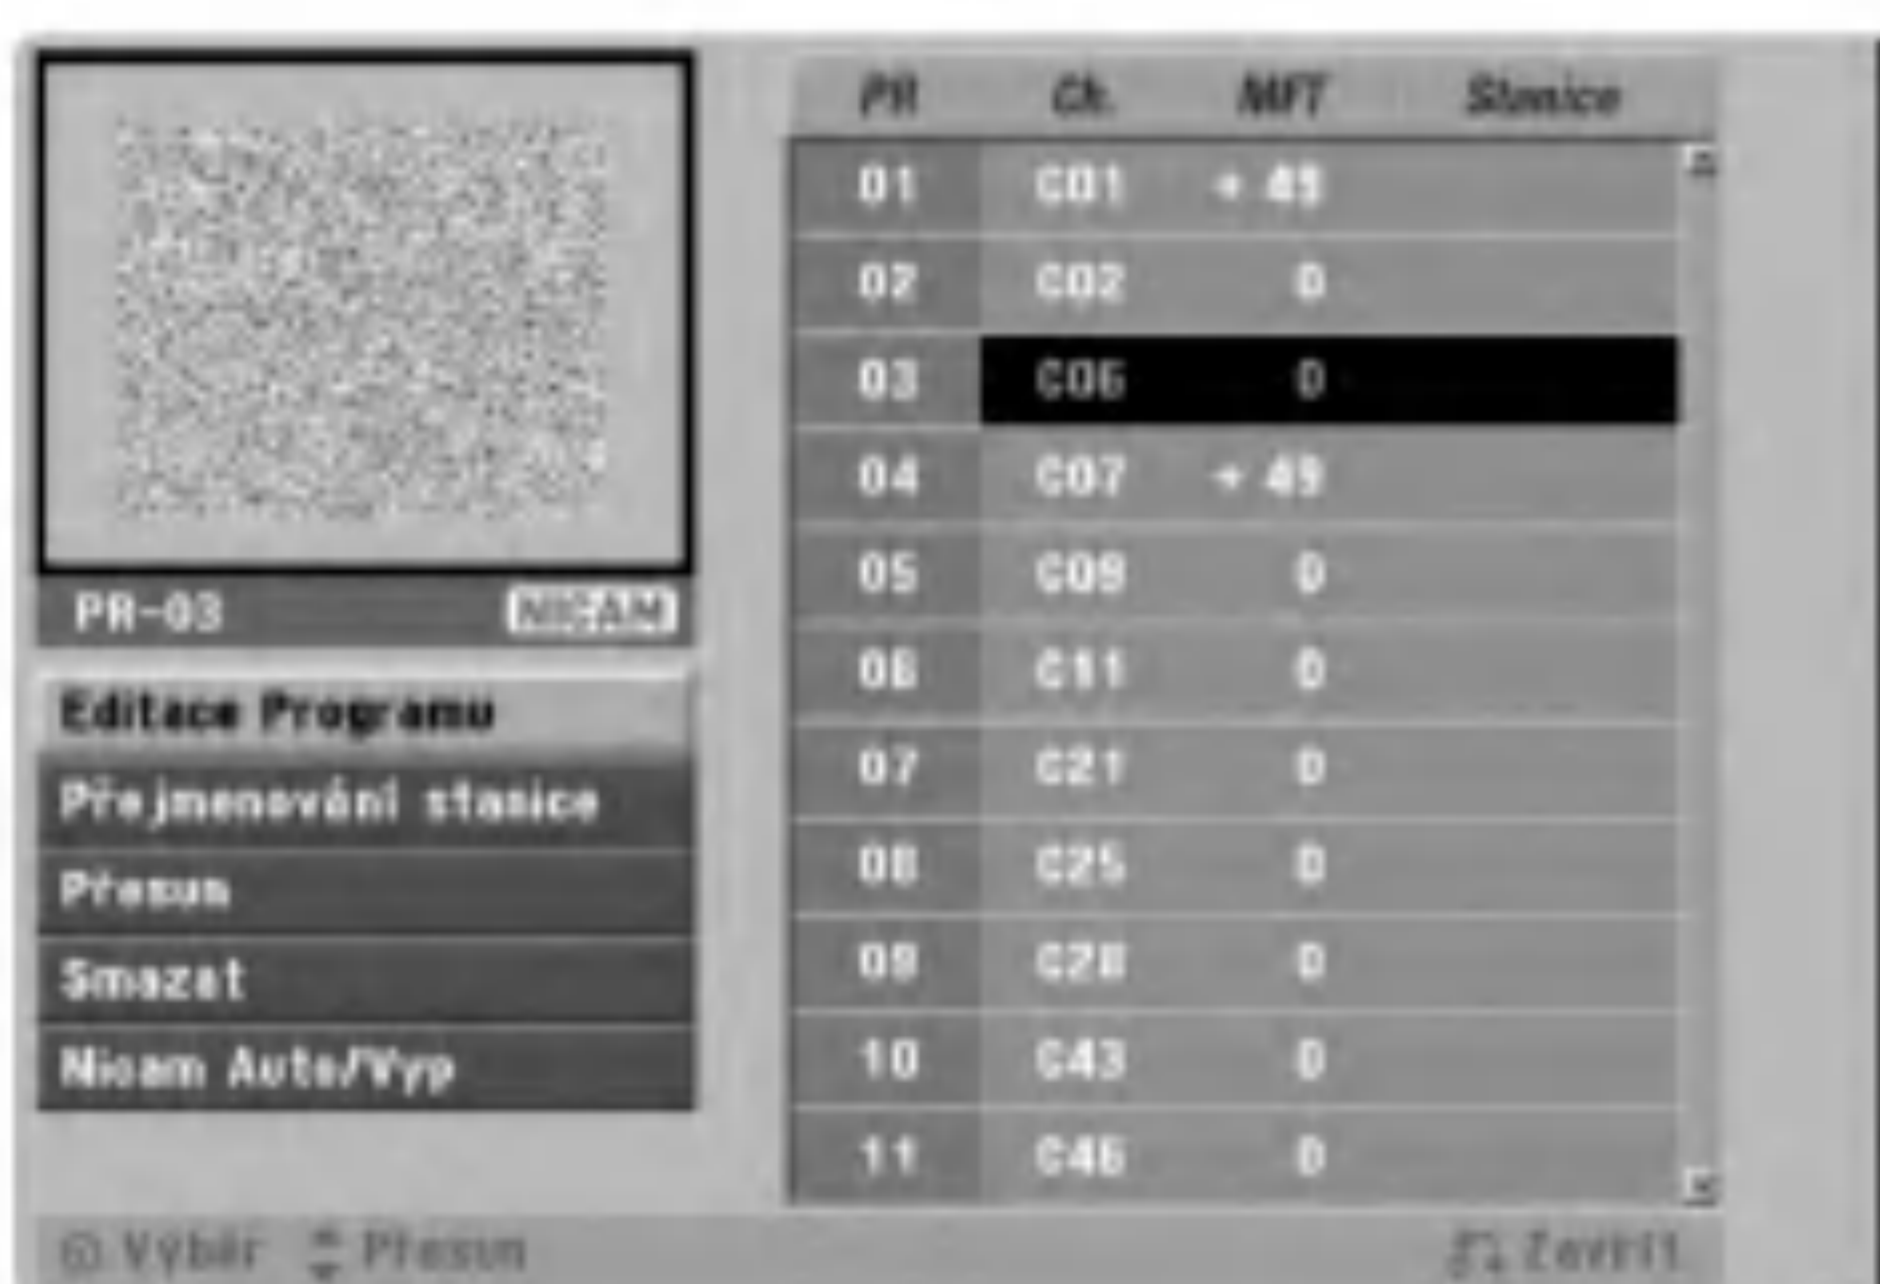 PR Ch. MFT Stanice
01 C01 + 49
02 C02 0
03 C06 0
04 C07 + 49
05 C09 0
06 C11 0
07 C21 0
08 C25 0
09 C28 0
10 C43 0
11 C46 0
PR-03 NICAM
Editace Programu
Přejmenování stanice
Přesun
Smazat
Nicam Auto/Vyp
Výběr Přesun Zavřít